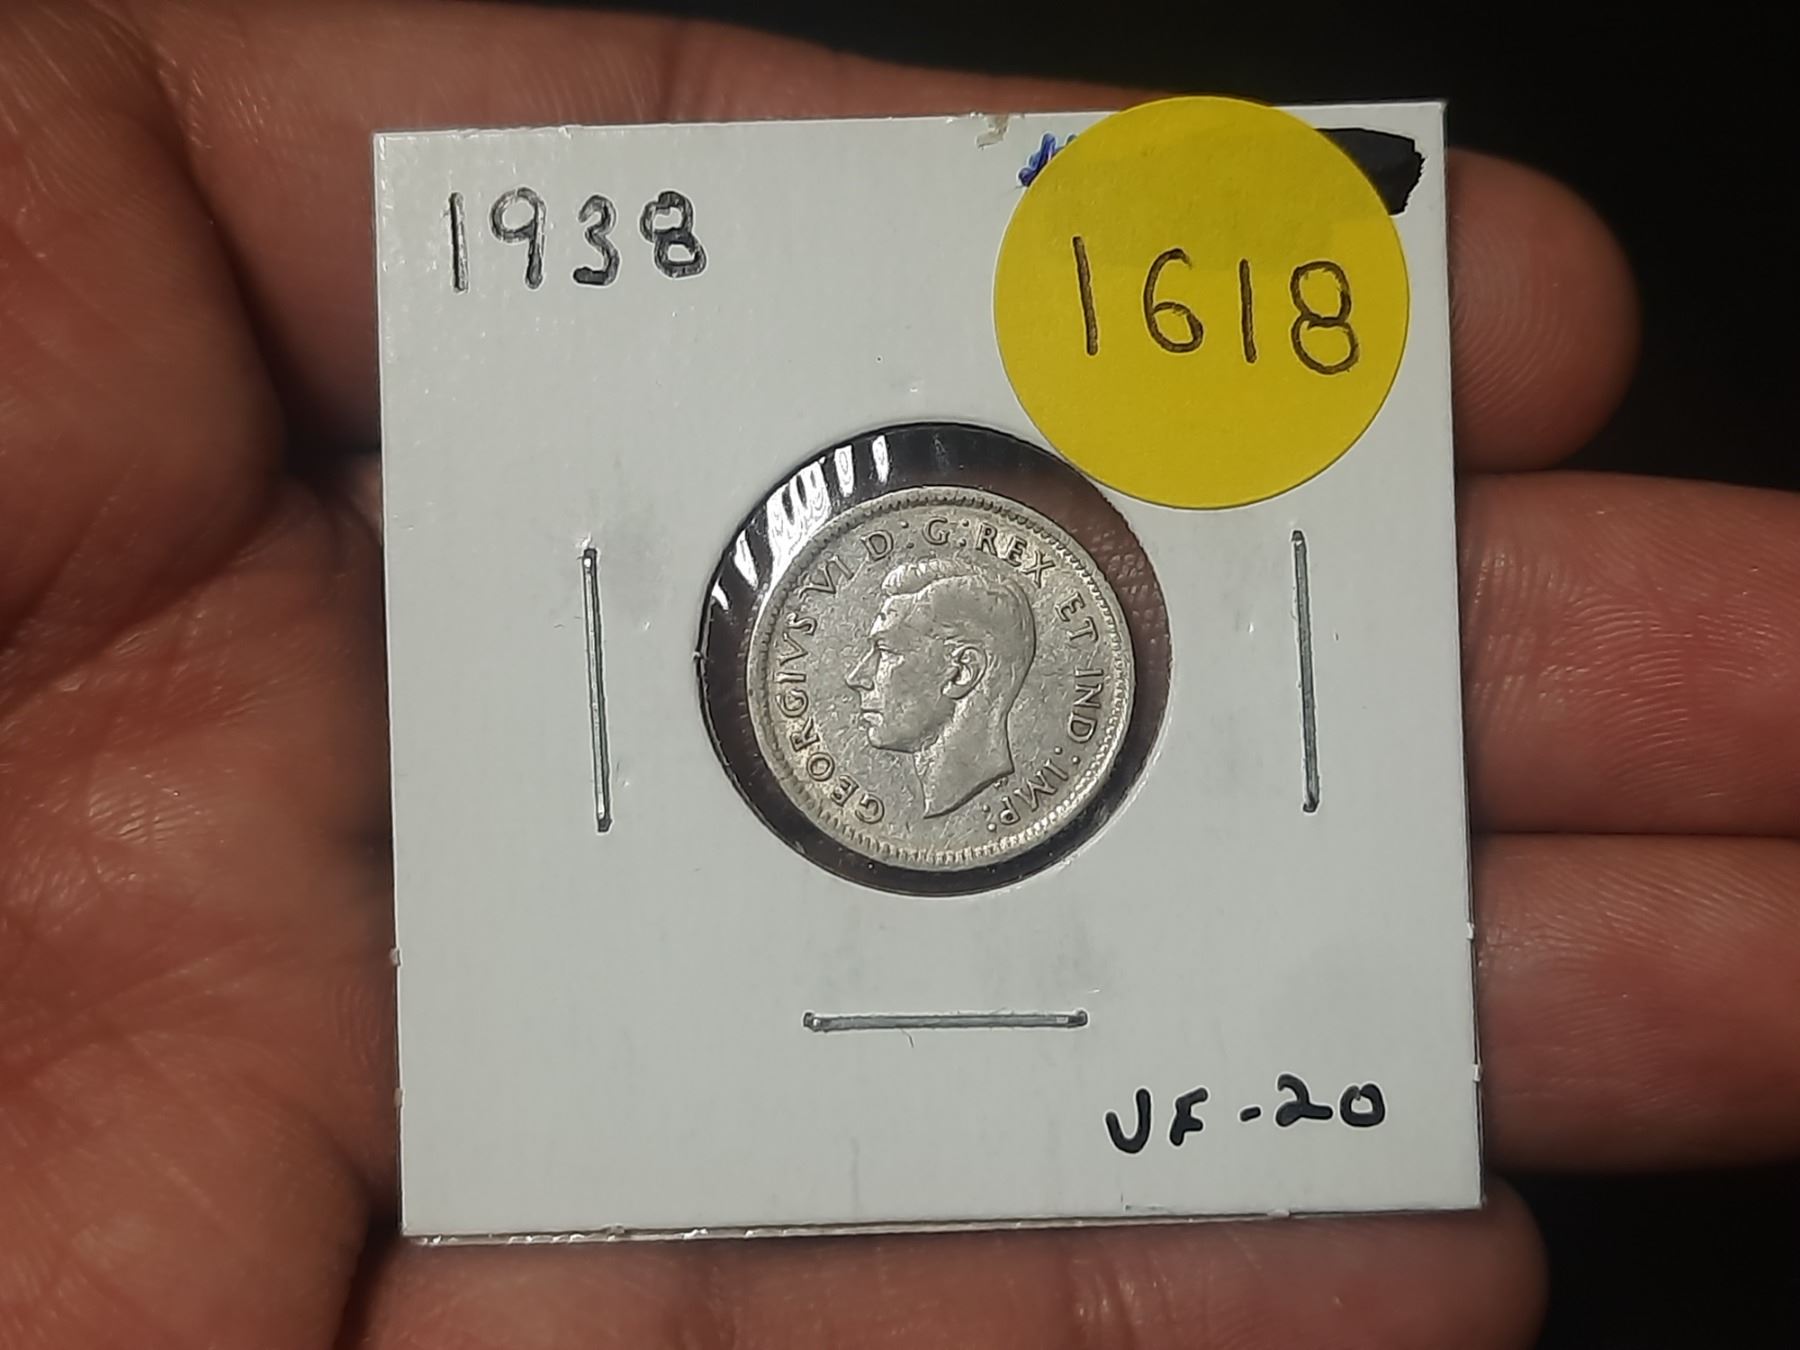 1938
1618
GEORGIVS VI D:G:REX ET IND:IMP:
VF-20